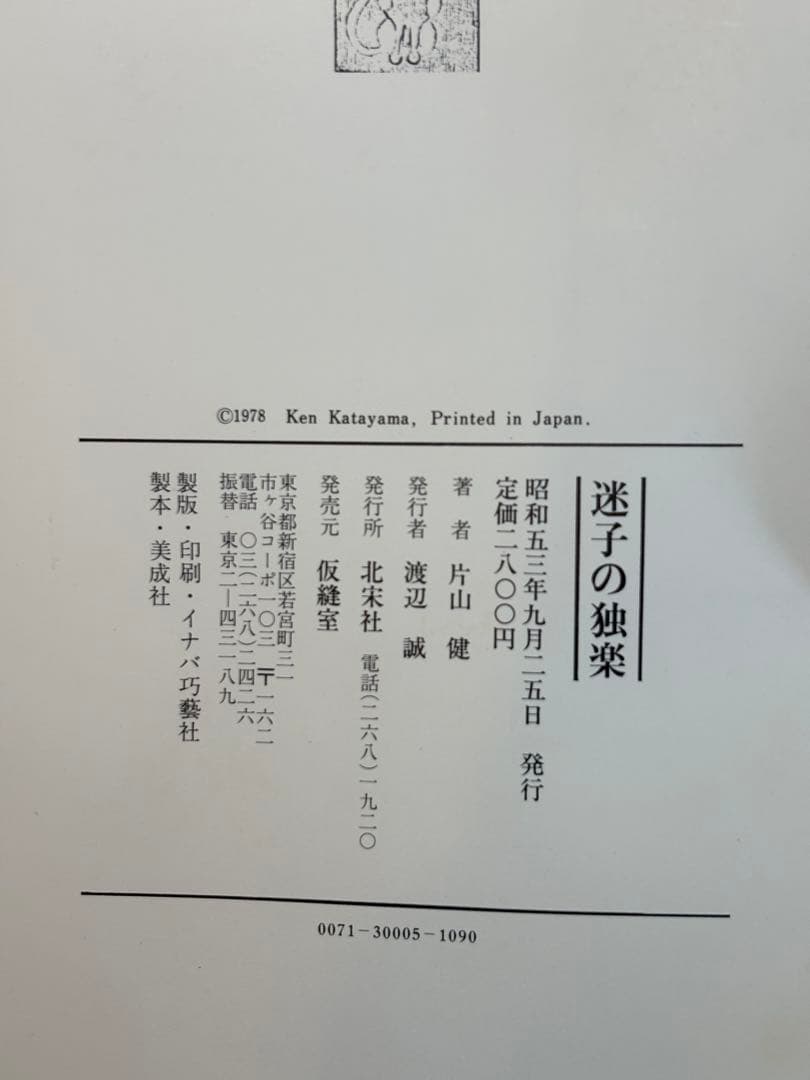 ©1978 Ken Katayama, Printed in Japan.
迷子の独楽
昭和五三年九月二五日 発行
定価二八〇〇円
著者 片山 健
発行者 渡辺 誠
発行所 北宋社 電話(二六八)一九二〇
発売元 仮縫室
東京都新宿区若宮町三一
市ヶ谷コーポ一〇三 〒一六二
電話 〇三(二六八)二四二六
振替 東京二―四三一八九
製版・印刷・イナバ巧藝社
製本・美成社
0071-30005-1090